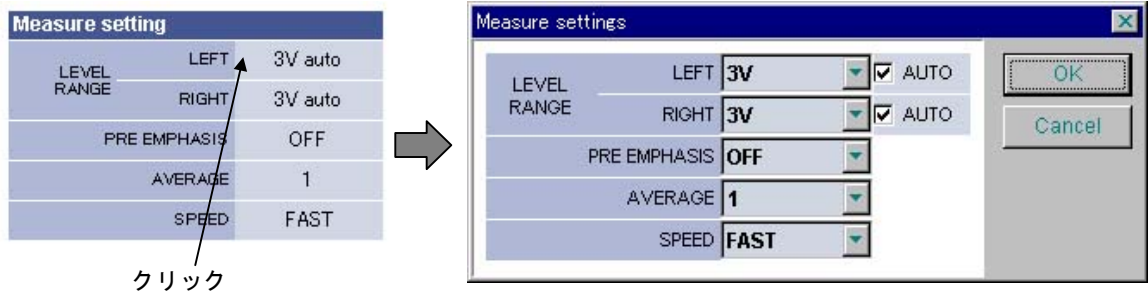 Measure setting
LEVEL RANGE
LEFT 3V auto
RIGHT 3V auto
PRE EMPHASIS OFF
AVERAGE 1
SPEED FAST
クリック
Measure settings
LEVEL RANGE
LEFT 3V AUTO
RIGHT 3V AUTO
PRE EMPHASIS OFF
AVERAGE 1
SPEED FAST
OK
Cancel